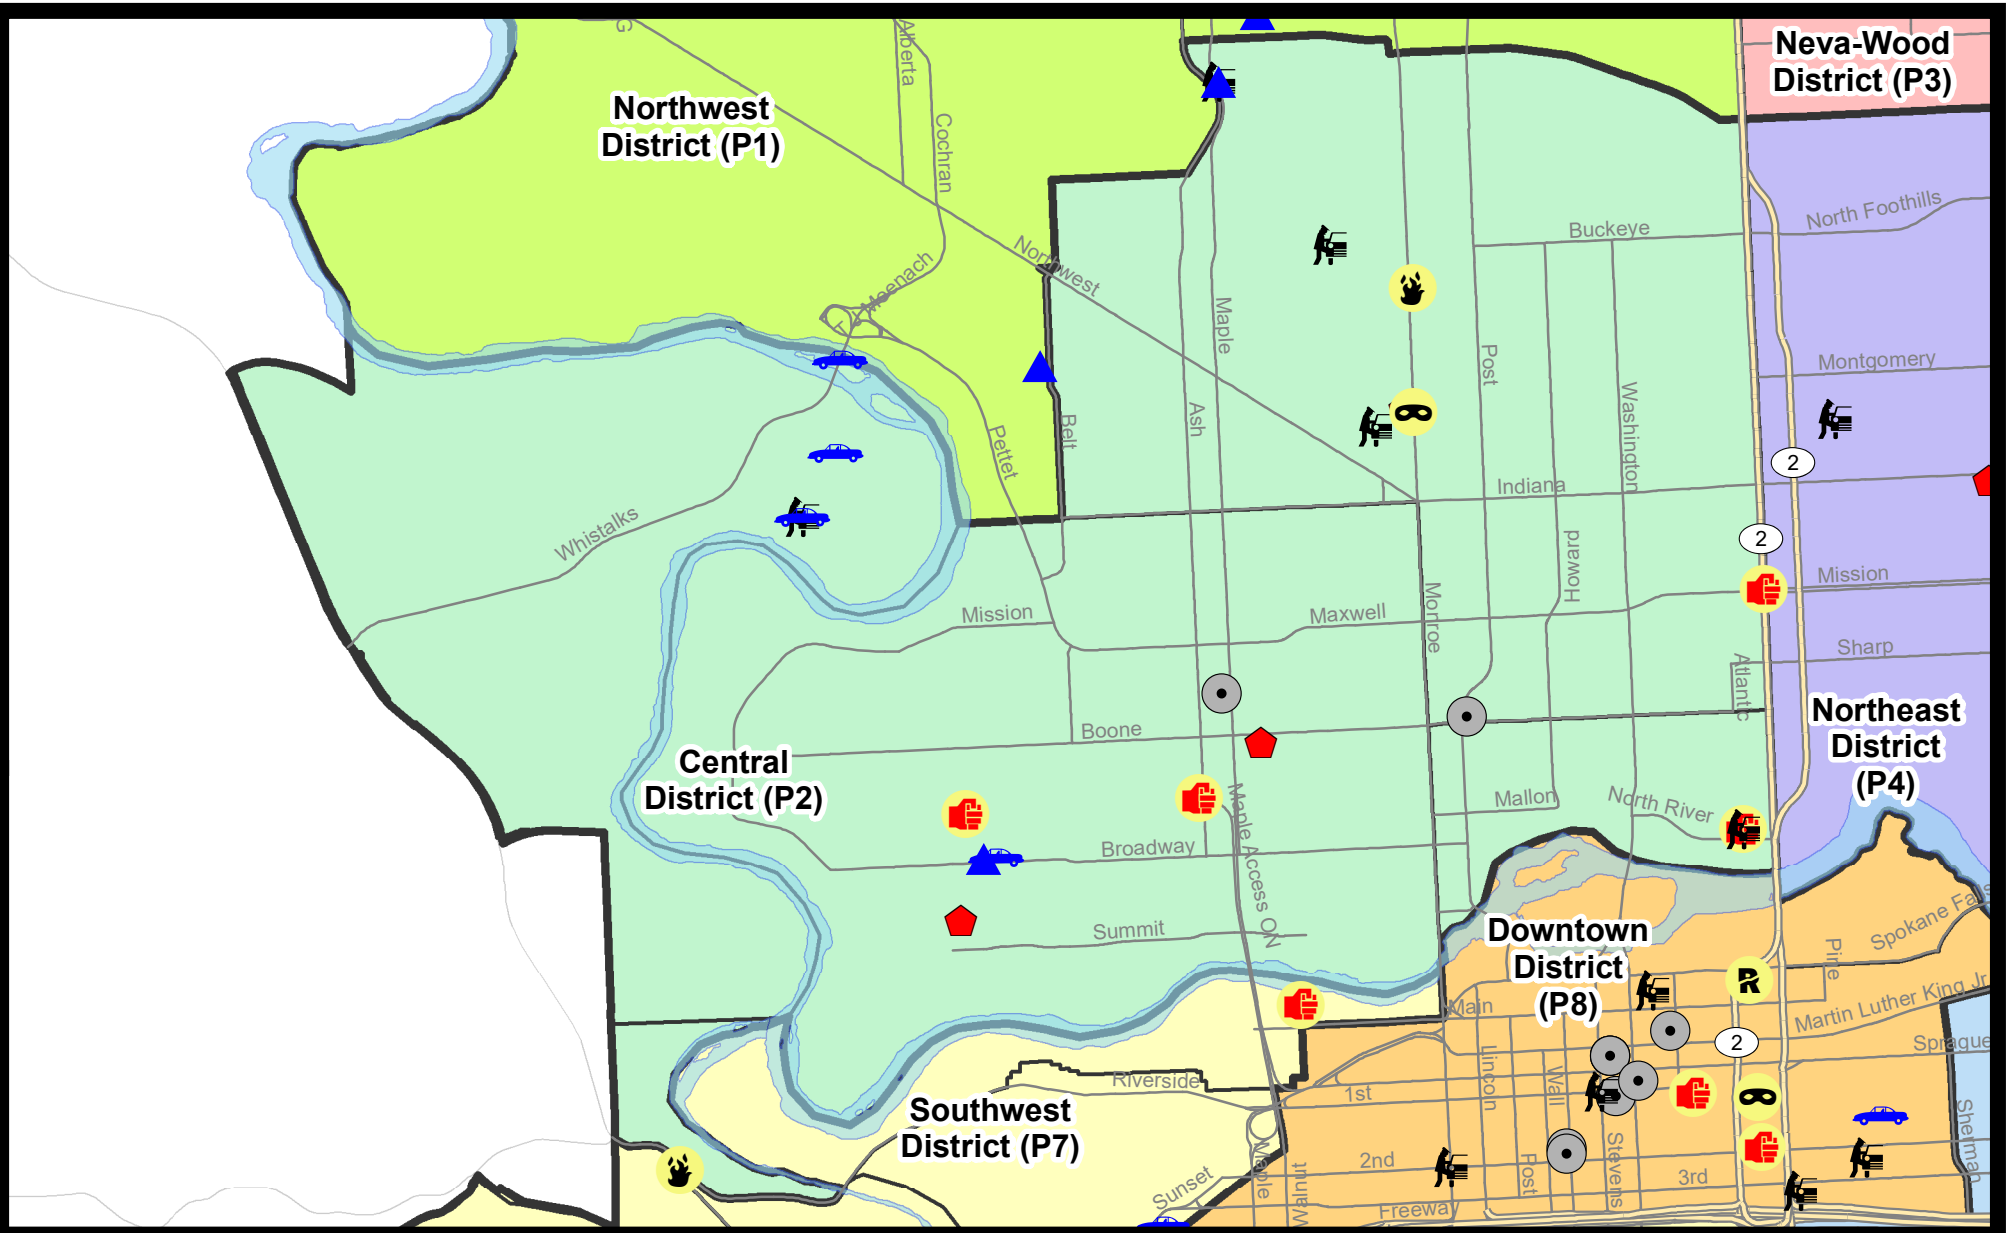 G
Alberta
Neva-Wood
District (P3)
Northwest
District (P1)
Cochran
North Foothills
Buckeye
Northwest
T J Meenach
Maple
Post
Montgomery
Washington
Ash
Belt
Pettet
2
Indiana
Whistalks
2
Howard
Mission
Monroe
Mission
Maxwell
Sharp
Atlantic
Northeast
District
(P4)
Boone
Central
District (P2)
Maple Access ON
Mallon
North River
Broadway
Summit
Downtown
District
(P8)
Pine
Spokane Fa
Main
Martin Luther King Jr
2
Sprague
Lincoln
Wall
Riverside
1st
Southwest
District (P7)
Sherman
Stevens
Post
2nd
3rd
Maple
Walnut
Sunset
Freeway
R